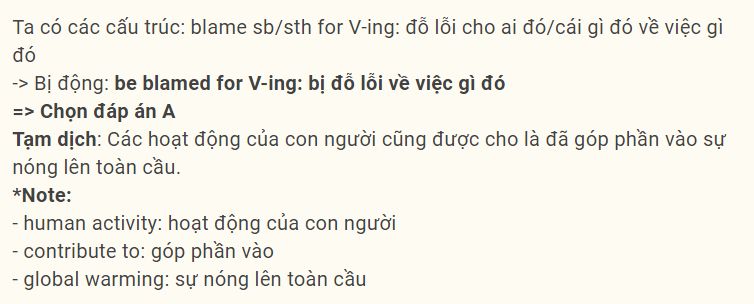 Ta có các cấu trúc: blame sb/sth for V-ing: đỗ lỗi cho ai đó/cái gì đó về việc gì
đó
-> Bị động: be blamed for V-ing: bị đỗ lỗi về việc gì đó
=> Chọn đáp án A
Tạm dịch: Các hoạt động của con người cũng được cho là đã góp phần vào sự
nóng lên toàn cầu.
*Note:
- human activity: hoạt động của con người
- contribute to: góp phần vào
- global warming: sự nóng lên toàn cầu